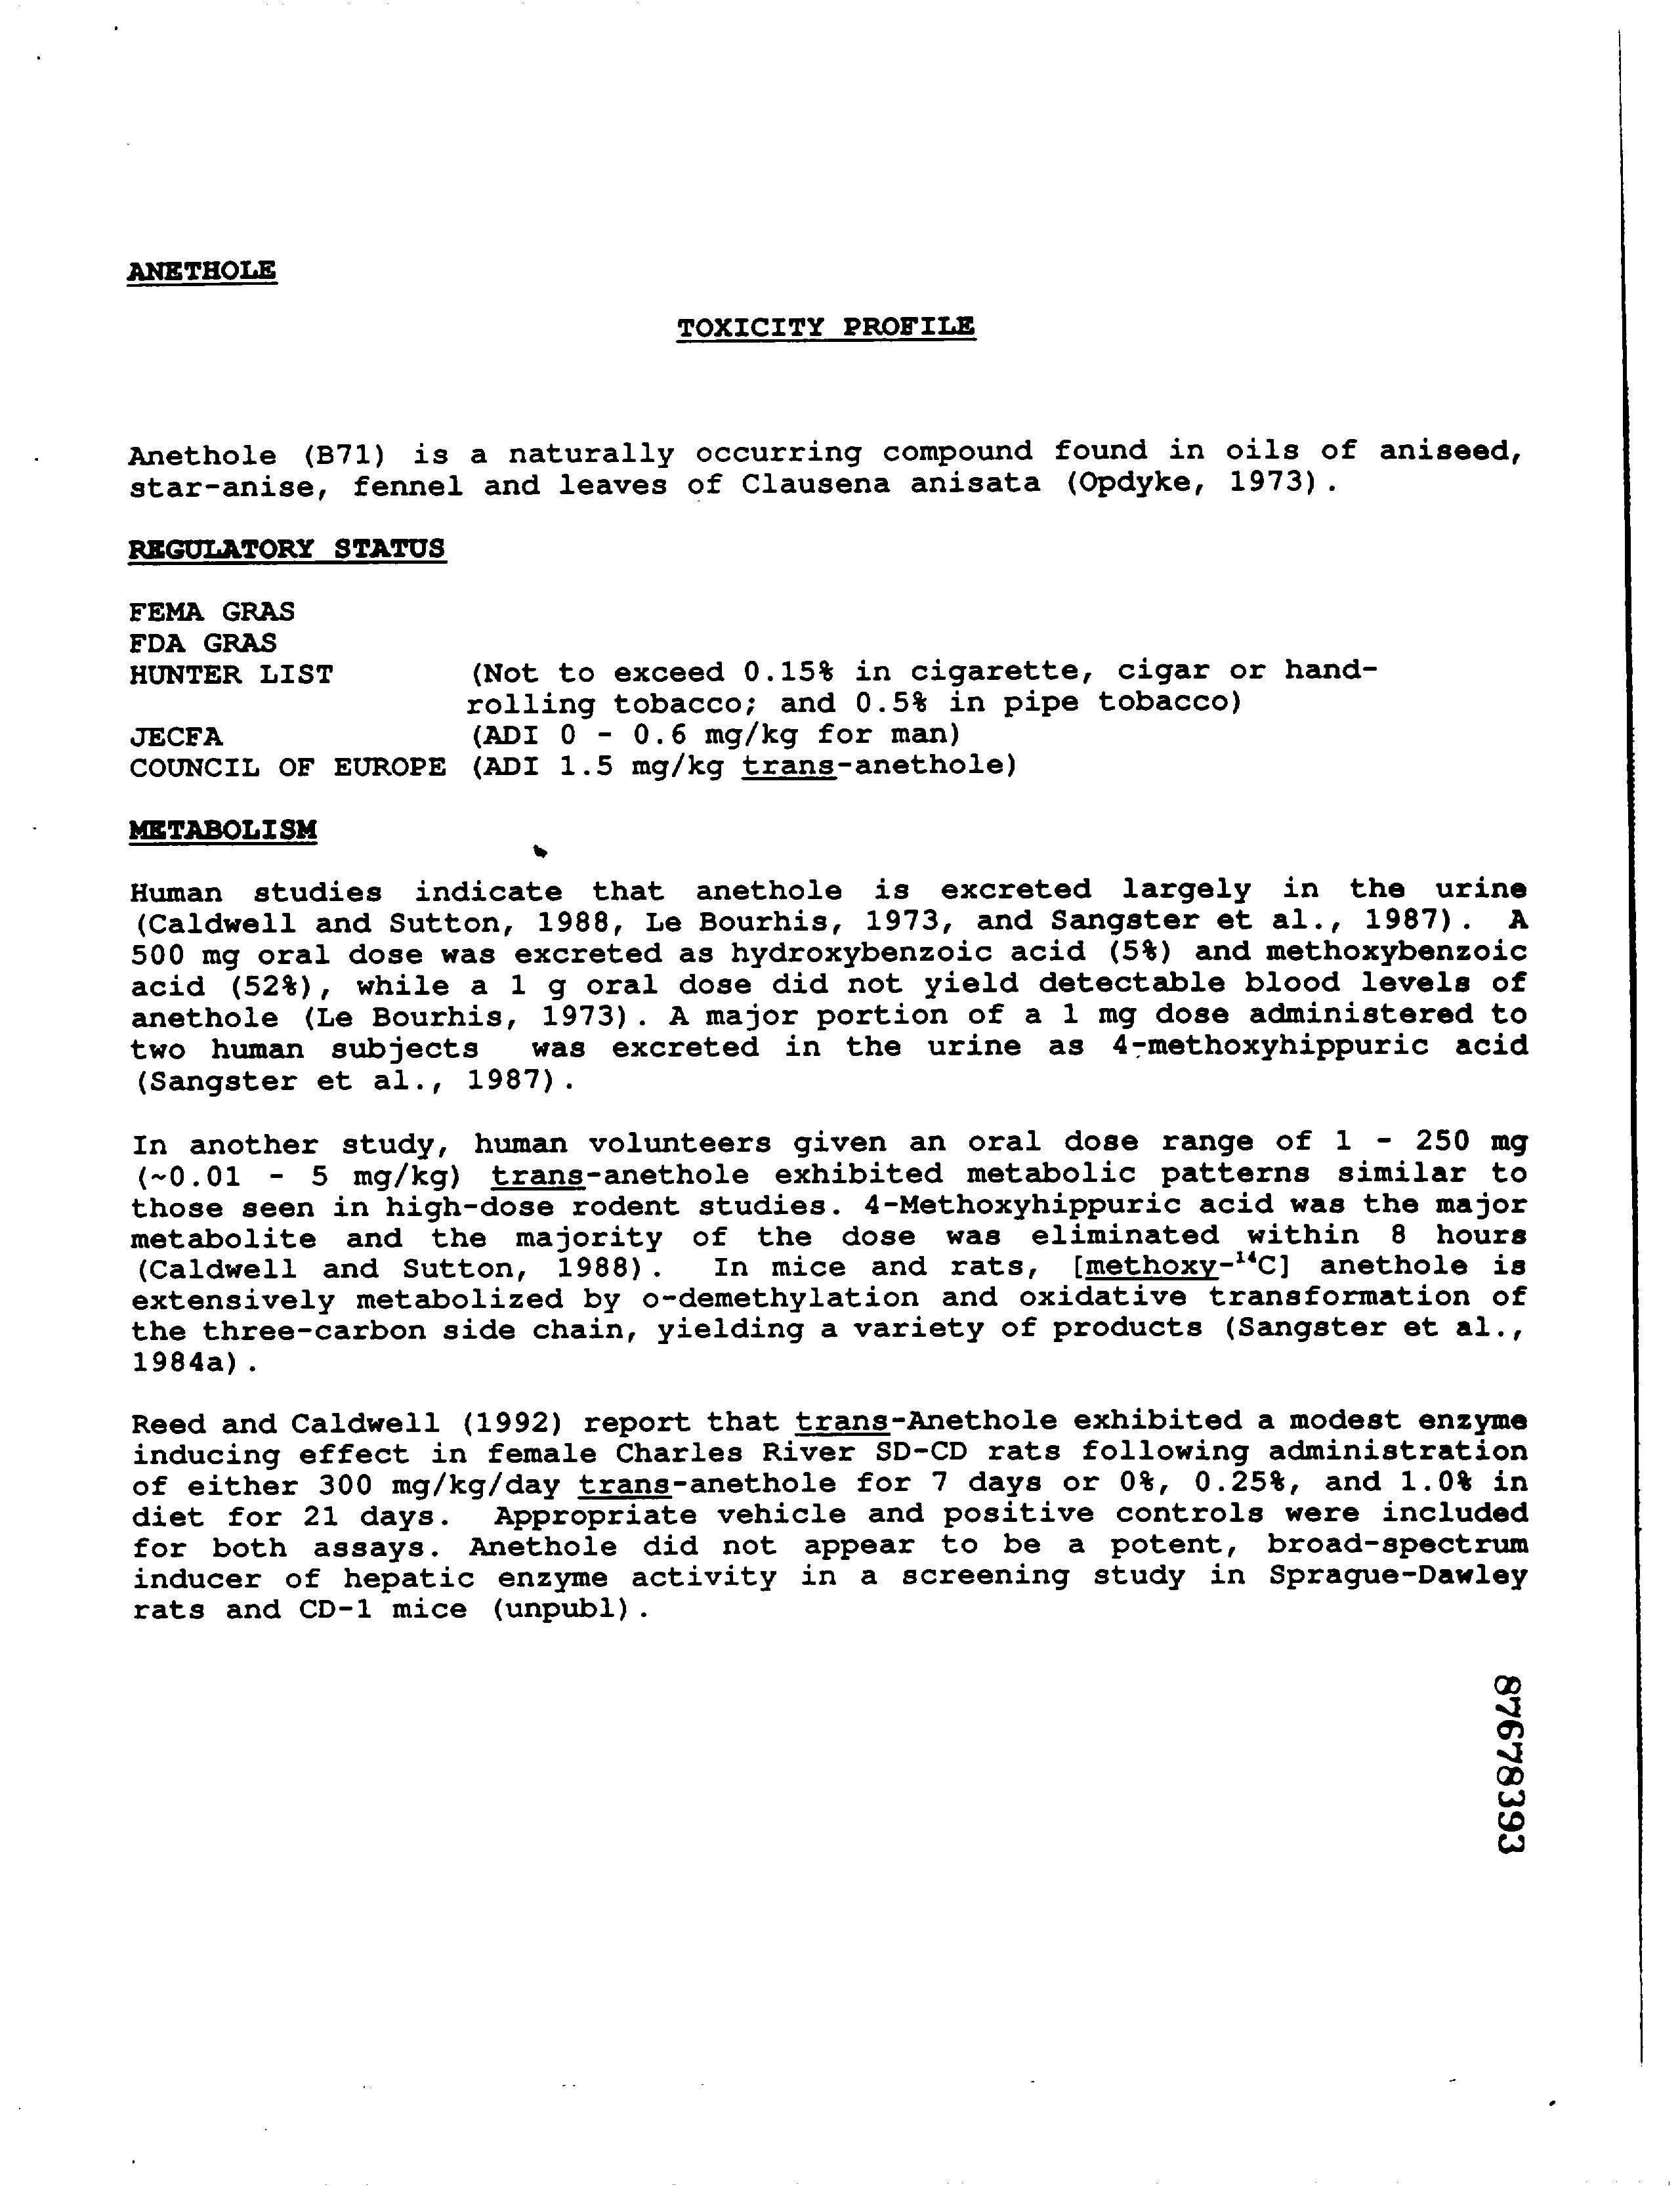 ANETHOLE
TOXICITY PROFILE
Anethole (B71) is a naturally occurring compound found in oils of aniseed,
star-anise, fennel and leaves of Clausena anisata (Opdyke, 1973).
REGULATORY STATUS
FEMA GRAS
FDA GRAS
HUNTER LIST (Not to exceed 0.15% in cigarette, cigar or hand-
rolling tobacco; and 0.5% in pipe tobacco)
JECFA (ADI 0 - 0.6 mg/kg for man)
COUNCIL OF EUROPE (ADI 1.5 mg/kg trans-anethole)
METABOLISM
Human studies indicate that anethole is excreted largely in the urine
(Caldwell and Sutton, 1988, Le Bourhis, 1973, and Sangster et al., 1987). A
500 mg oral dose was excreted as hydroxybenzoic acid (5%) and methoxybenzoic
acid (52%), while a 1 g oral dose did not yield detectable blood levels of
anethole (Le Bourhis, 1973). A major portion of a 1 mg dose administered to
two human subjects was excreted in the urine as 4-methoxyhippuric acid
(Sangster et al., 1987).
In another study, human volunteers given an oral dose range of 1 - 250 mg
(~0.01 - 5 mg/kg) trans-anethole exhibited metabolic patterns similar to
those seen in high-dose rodent studies. 4-Methoxyhippuric acid was the major
metabolite and the majority of the dose was eliminated within 8 hours
(Caldwell and Sutton, 1988). In mice and rats, [methoxy-¹⁴C] anethole is
extensively metabolized by o-demethylation and oxidative transformation of
the three-carbon side chain, yielding a variety of products (Sangster et al.,
1984a).
Reed and Caldwell (1992) report that trans-Anethole exhibited a modest enzyme
inducing effect in female Charles River SD-CD rats following administration
of either 300 mg/kg/day trans-anethole for 7 days or 0%, 0.25%, and 1.0% in
diet for 21 days. Appropriate vehicle and positive controls were included
for both assays. Anethole did not appear to be a potent, broad-spectrum
inducer of hepatic enzyme activity in a screening study in Sprague-Dawley
rats and CD-1 mice (unpubl).
87678393